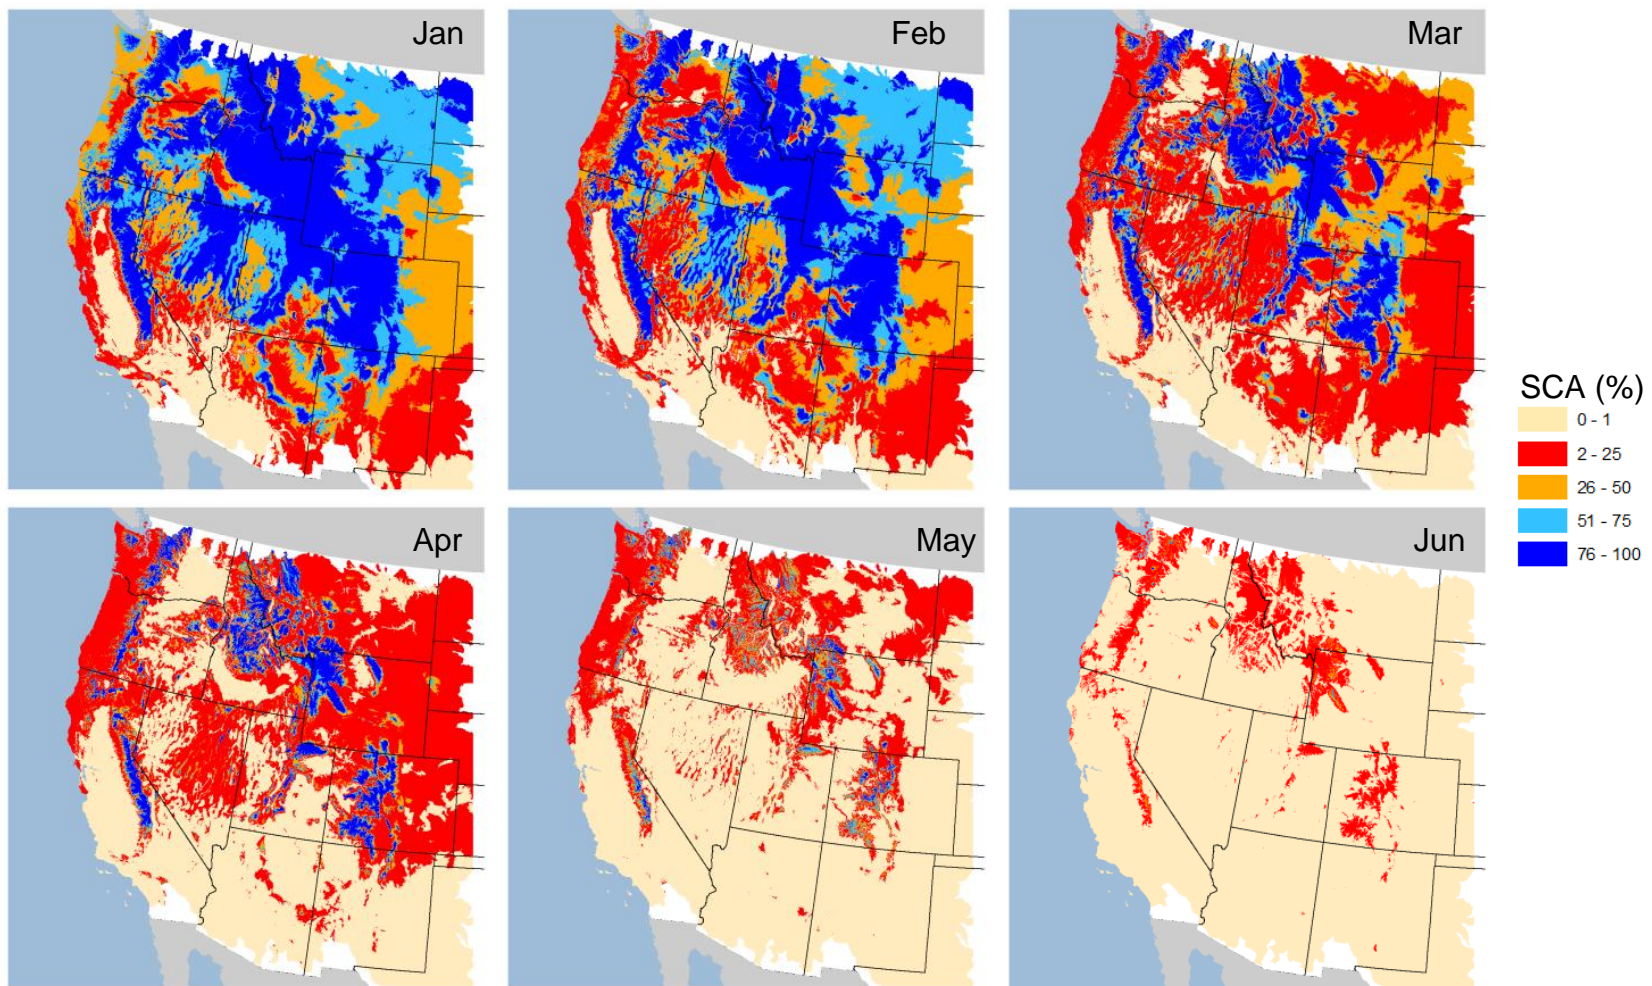 Jan
Feb
Mar
SCA (%)
0 - 1
2 - 25
26 - 50
51 - 75
76 - 100
Apr
May
Jun